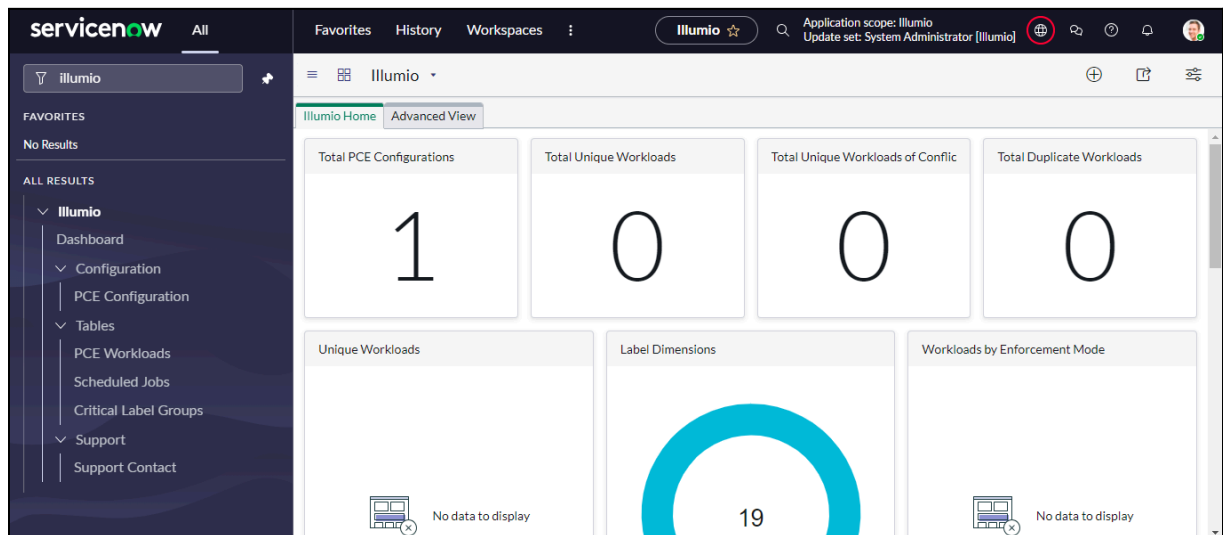 servicenow
All
Favorites
History
Workspaces
Illumio
Application scope: Illumio
Update set: System Administrator [Illumio]
illumio
FAVORITES
No Results
ALL RESULTS
Illumio
Dashboard
Configuration
PCE Configuration
Tables
PCE Workloads
Scheduled Jobs
Critical Label Groups
Support
Support Contact
Illumio
Illumio Home
Advanced View
Total PCE Configurations
1
Total Unique Workloads
0
Total Unique Workloads of Conflic
0
Total Duplicate Workloads
0
Unique Workloads
No data to display
Label Dimensions
19
Workloads by Enforcement Mode
No data to display